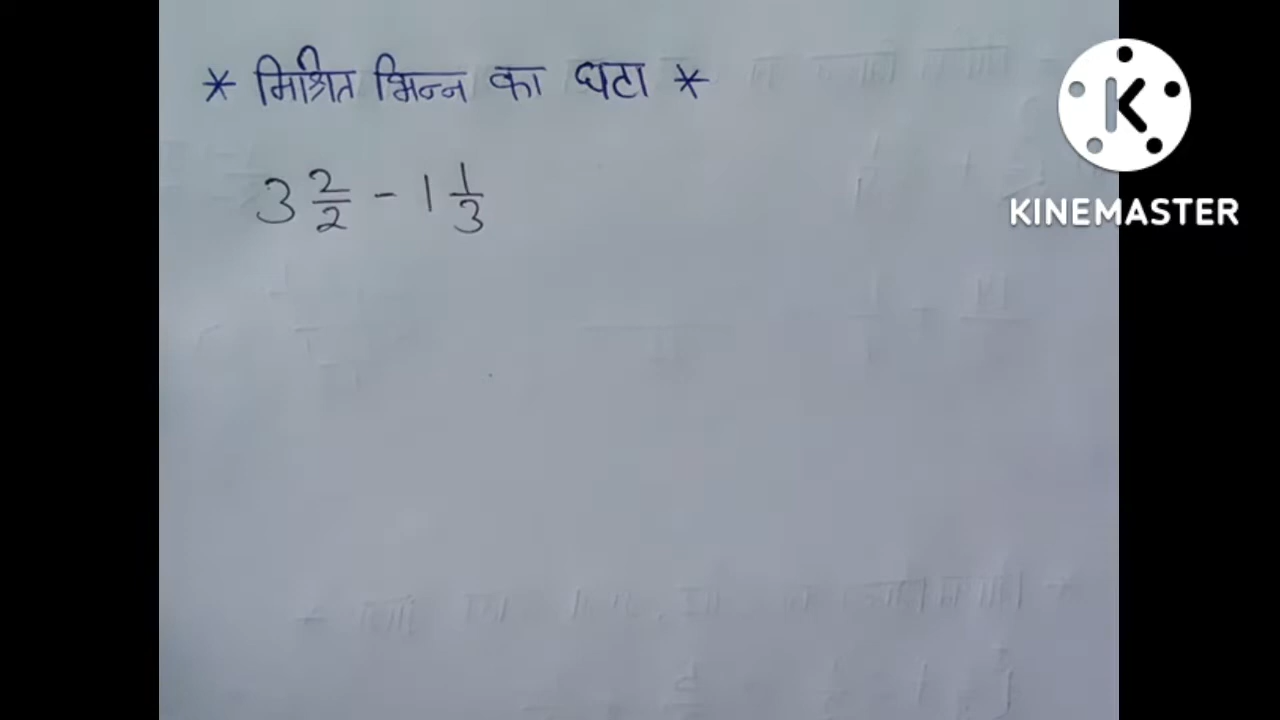 * मिश्रित भिन्न का घटा *
3 2/2 - 1 1/3
KINEMASTER